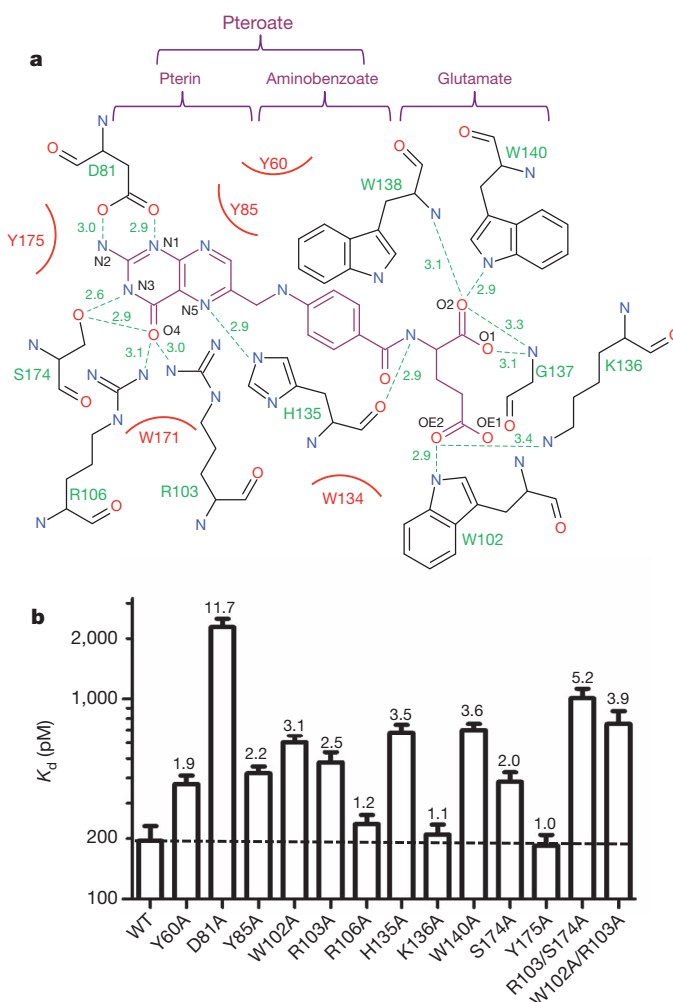 Pteroate
a
Pterin Aminobenzoate Glutamate
N
O
D81
O O
Y60
O
N
W138
O
N
W140
Y85
Y175
3.0 2.9
N N N
N2 N1
N N3
N5 N
O
O4
N
N
N
3.1
2.9
O
O2
3.3
O1
O
3.1
N
K136
O
N
2.6
2.9
O
3.1 3.0
2.9
N
N
O
2.9
O
G137
N
S174
O
N N
N
N N
N
H135
O
N
OE2 OE1
O O
3.4
N
W171
2.9
R106
N
O
R103
N
O
W134
N
N
O
W102
b
K_d (pM)
2,000
1,000
200
100
1.9
11.7
2.2
3.1
2.5
1.2
3.5
1.1
3.6
2.0
1.0
5.2
3.9
WT
Y60A
D81A
Y85A
W102A
R103A
R106A
H135A
K136A
W140A
S174A
Y175A
R103/S174A
W102A/R103A